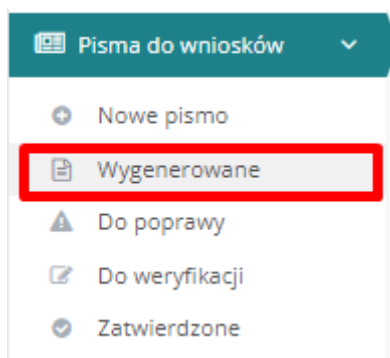 Pisma do wniosków
Nowe pismo
Wygenerowane
Do poprawy
Do weryfikacji
Zatwierdzone